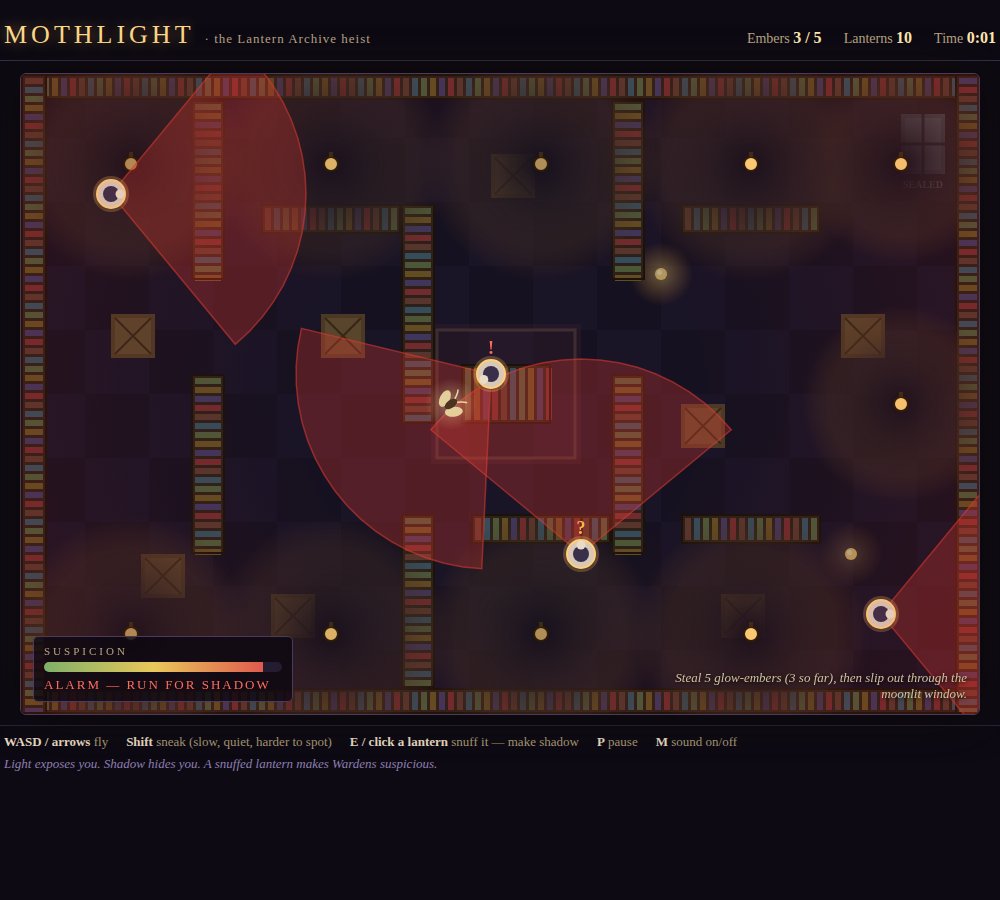 MOTHLIGHT · the Lantern Archive heist
Embers 3 / 5 Lanterns 10 Time 0:01
SEALED
!
?
SUSPICION
ALARM — RUN FOR SHADOW
Steal 5 glow-embers (3 so far), then slip out through the
moonlit window.
WASD / arrows fly Shift sneak (slow, quiet, harder to spot) E / click a lantern snuff it — make shadow P pause M sound on/off
Light exposes you. Shadow hides you. A snuffed lantern makes Wardens suspicious.